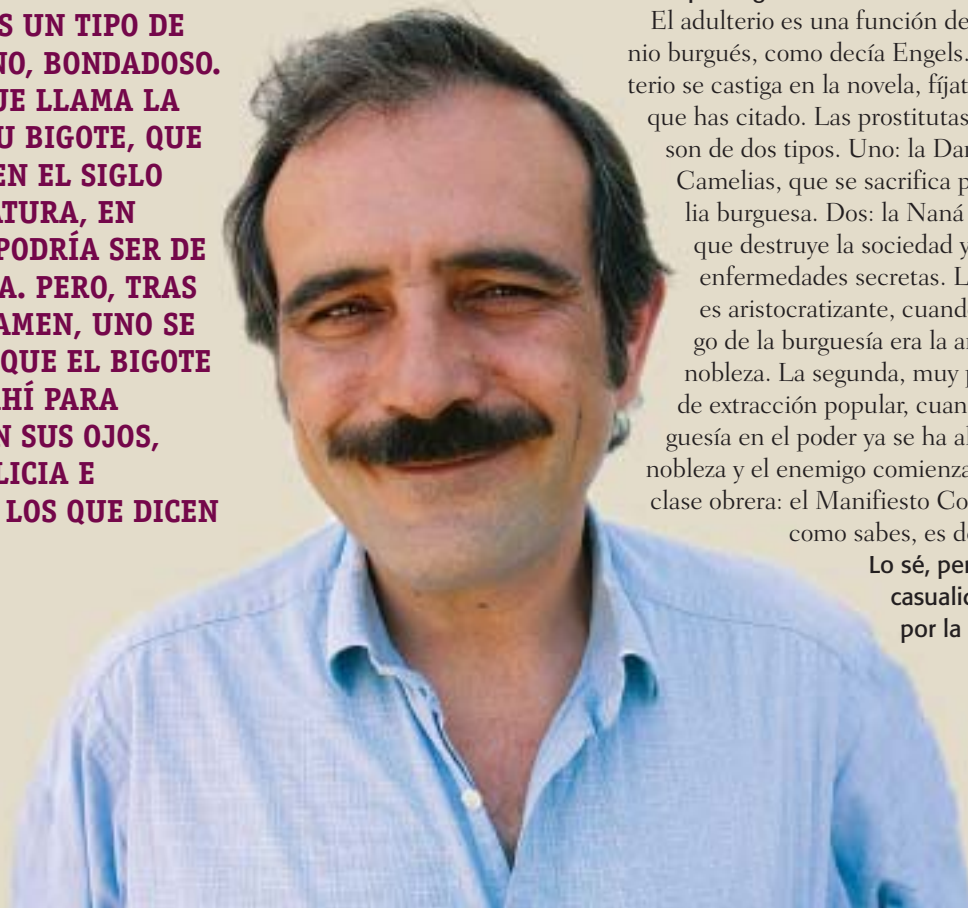 S UN TIPO DE
NO, BONDADOSO.
UE LLAMA LA
U BIGOTE, QUE
EN EL SIGLO
ATURA, EN
PODRÍA SER DE
A. PERO, TRAS
AMEN, UNO SE
QUE EL BIGOTE
AHÍ PARA
N SUS OJOS,
LICIA E
LOS QUE DICEN
El adulterio es una función de
nio burgués, como decía Engels.
terio se castiga en la novela, fíjat
que has citado. Las prostitutas
son de dos tipos. Uno: la Dam
Camelias, que se sacrifica p
lia burguesa. Dos: la Naná
que destruye la sociedad y
enfermedades secretas. L
es aristocratizante, cuand
go de la burguesía era la a
nobleza. La segunda, muy p
de extracción popular, cuan
guesía en el poder ya se ha al
nobleza y el enemigo comienza
clase obrera: el Manifiesto Co
como sabes, es d
Lo sé, per
casualid
por la